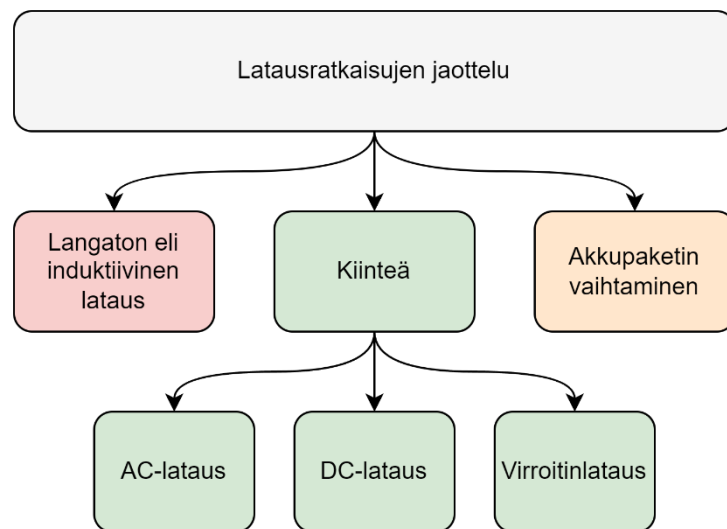 Latausratkaisujen jaottelu
Langaton eli
induktiivinen
lataus
Kiinteä
Akkupaketin
vaihtaminen
AC-lataus
DC-lataus
Virroitinlataus